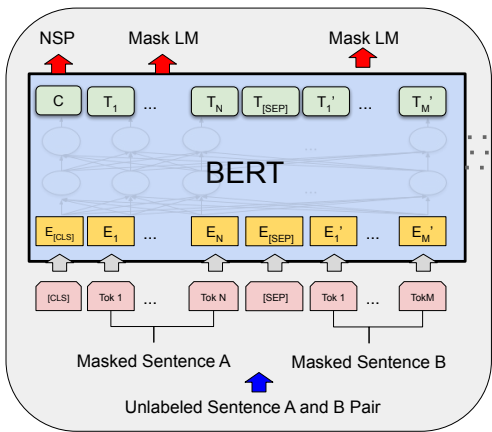 NSP Mask LM Mask LM
C T1 ... TN T[SEP] T1' ... TM'
...
BERT
...
E[CLS] E1 ... EN E[SEP] E1' ... EM'
[CLS] Tok 1 ... Tok N [SEP] Tok 1 ... TokM
Masked Sentence A Masked Sentence B
Unlabeled Sentence A and B Pair